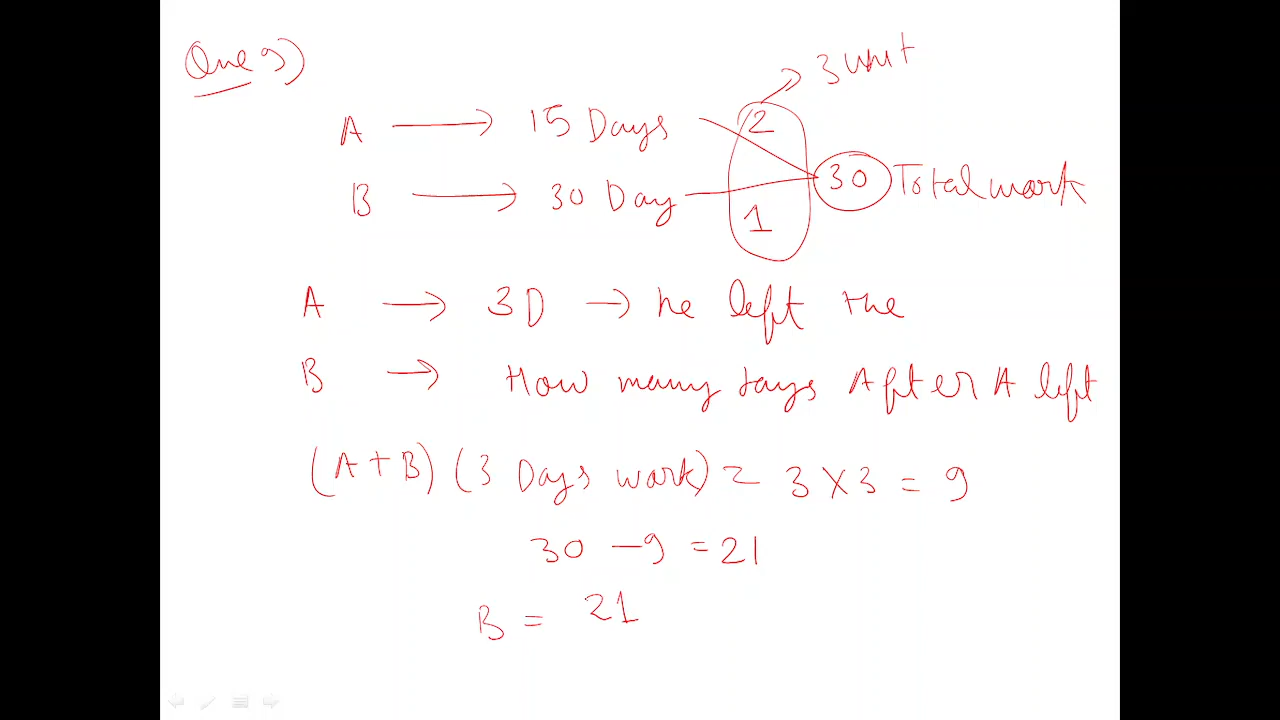 Que 9)
3 unit
A → 15 Days 2
30 Total work
B → 30 Day 1
A → 3D → he left the
B → How many days After A left
(A+B) (3 Days work) = 3 X 3 = 9
30 - 9 = 21
B = 21